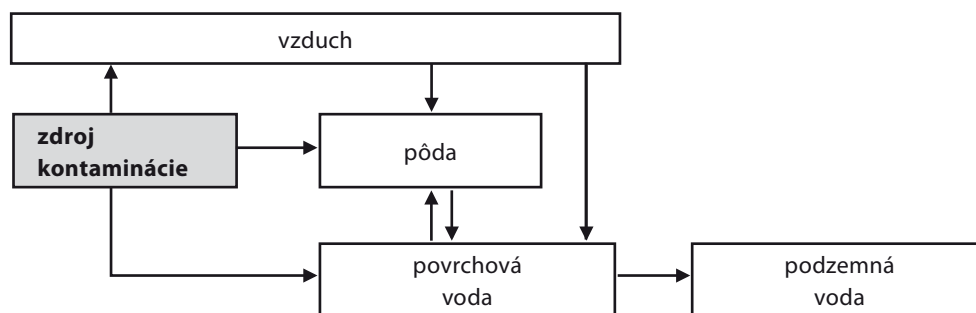 vzduch
zdroj
kontaminácie
pôda
povrchová
voda
podzemná
voda